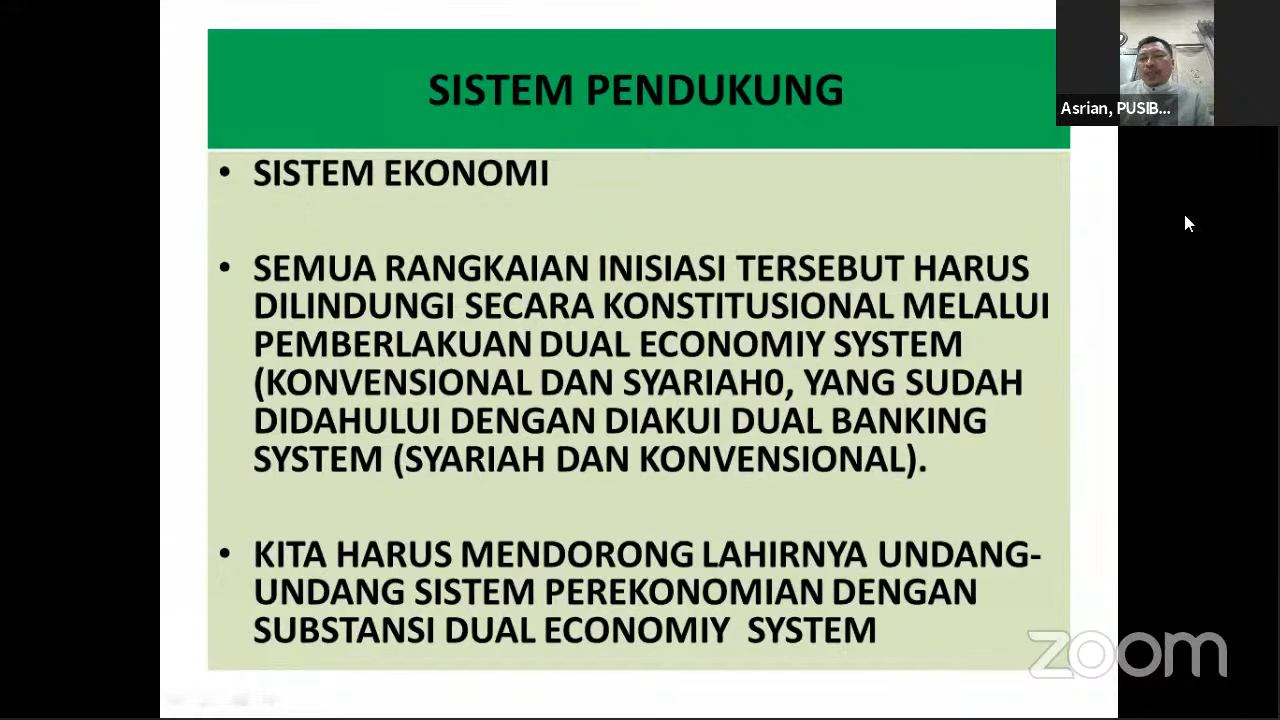 SISTEM PENDUKUNG
Asrian, PUSIB...
• SISTEM EKONOMI
• SEMUA RANGKAIAN INISIASI TERSEBUT HARUS
DILINDUNGI SECARA KONSTITUSIONAL MELALUI
PEMBERLAKUAN DUAL ECONOMIY SYSTEM
(KONVENSIONAL DAN SYARIAH0, YANG SUDAH
DIDAHULUI DENGAN DIAKUI DUAL BANKING
SYSTEM (SYARIAH DAN KONVENSIONAL).
• KITA HARUS MENDORONG LAHIRNYA UNDANG-
UNDANG SISTEM PEREKONOMIAN DENGAN
SUBSTANSI DUAL ECONOMIY SYSTEM
zoom